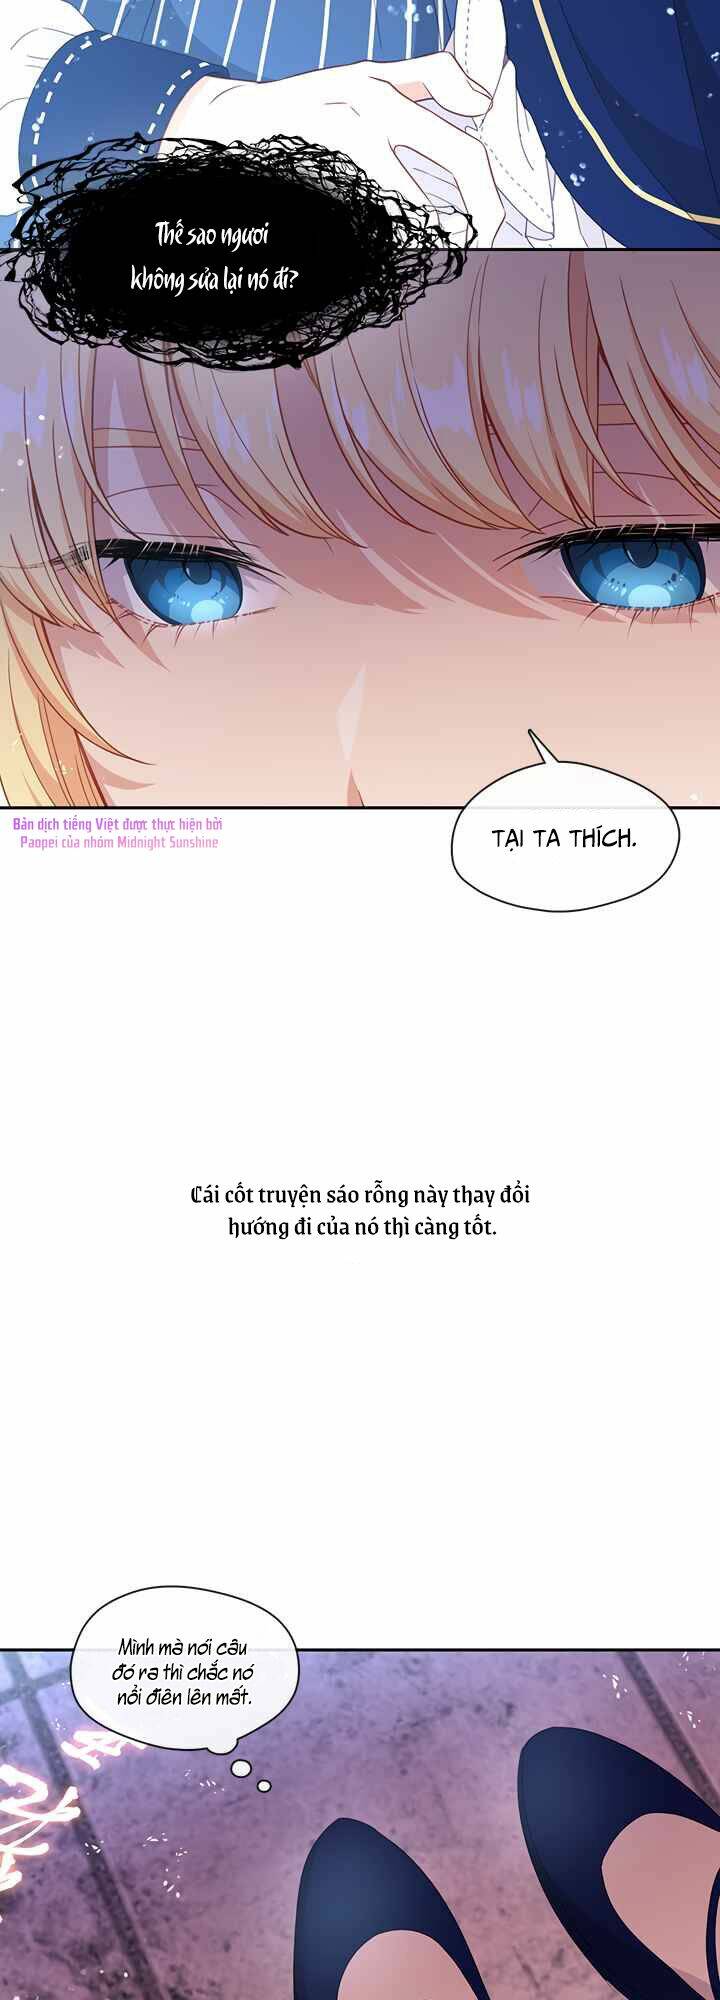 Thế sao ngươi
không sửa lại nó đi?
Bản dịch tiếng Việt được thực hiện bởi
Paopei của nhóm Midnight Sunshine
TẠI TA THÍCH.
Cái cốt truyện sáo rỗng này thay đổi
hướng đi của nó thì càng tốt.
Mình mà nới câu
đó ra thì chắc nó
nổi điên lên mất.